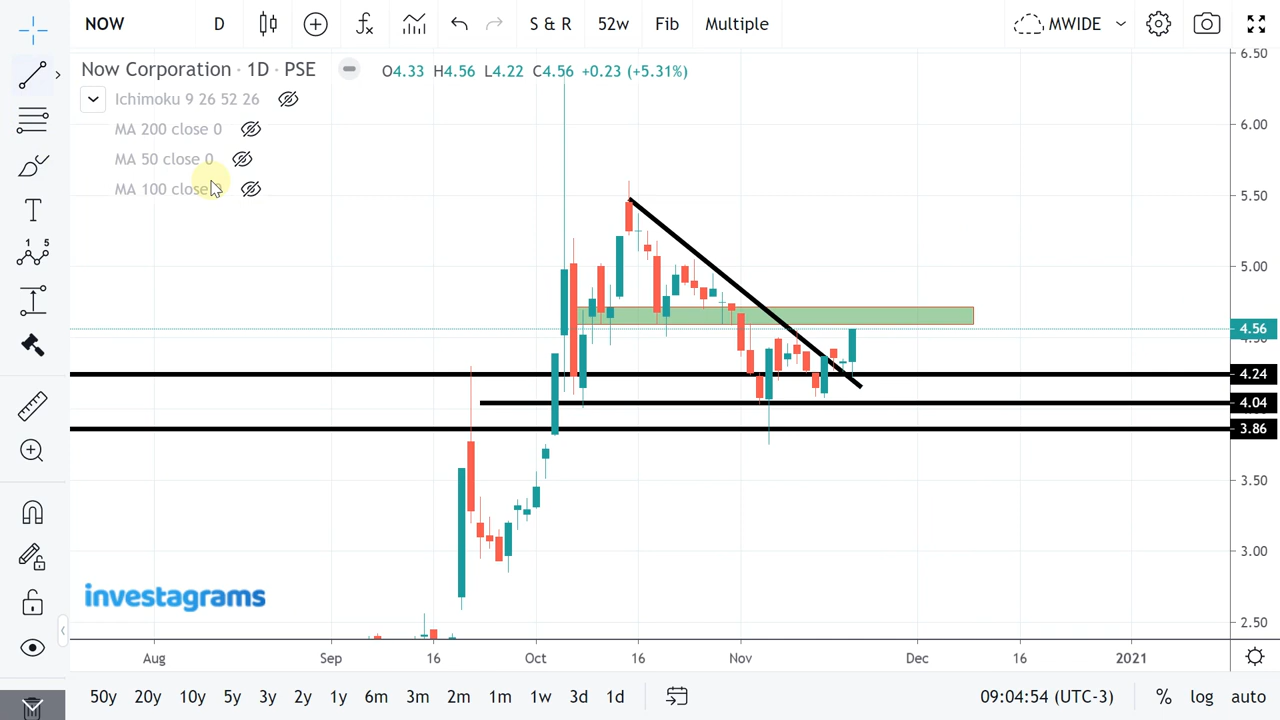 NOW D S & R 52w Fib Multiple MWIDE
Now Corporation · 1D · PSE O4.33 H4.56 L4.22 C4.56 +0.23 (+5.31%)
Ichimoku 9 26 52 26
MA 200 close 0
MA 50 close 0
MA 100 close
6.50
6.00
5.50
5.00
4.56
4.24
4.04
3.86
3.50
3.00
2.50
investagrams
Aug Sep 16 Oct 16 Nov Dec 16 2021
50y 20y 10y 5y 3y 2y 1y 6m 3m 2m 1m 1w 3d 1d 09:04:54 (UTC-3) % log auto